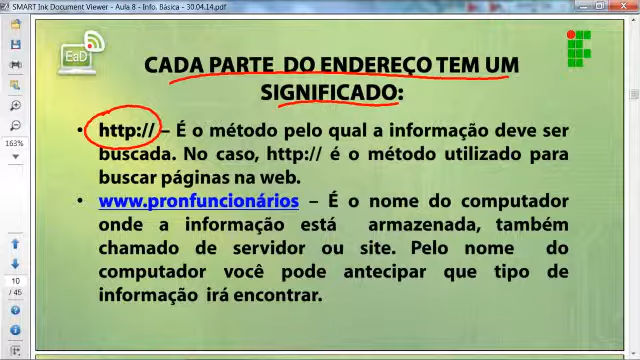 SMART Ink Document Viewer - Aula 8 - Info. Básica - 30.04.14.pdf
EaD
CADA PARTE DO ENDEREÇO TEM UM
SIGNIFICADO:
• http:// – É o método pelo qual a informação deve ser
buscada. No caso, http:// é o método utilizado para
buscar páginas na web.
• www.pronfuncionários – É o nome do computador
onde a informação está armazenada, também
chamado de servidor ou site. Pelo nome do
computador você pode antecipar que tipo de
informação irá encontrar.
163%
10
/ 45